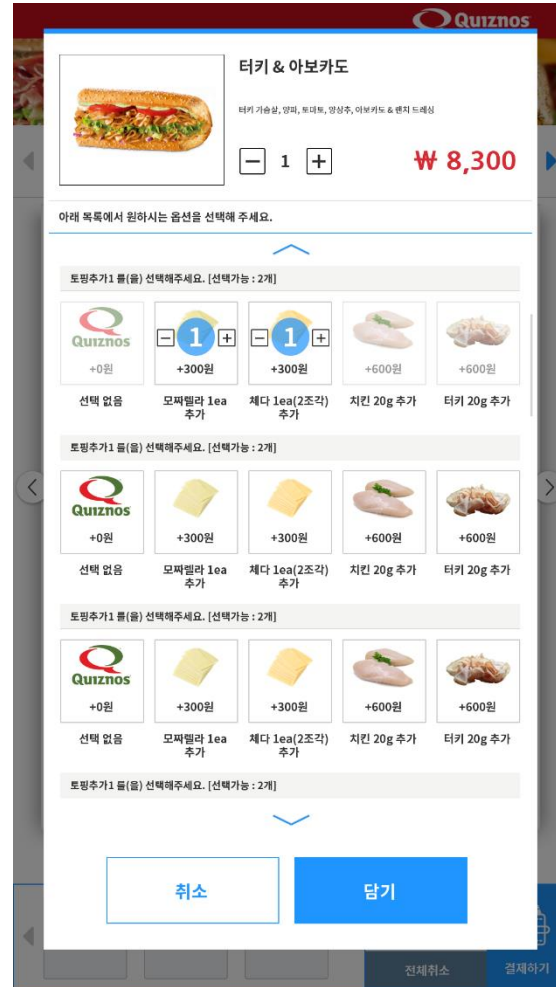 Quiznos
터키 & 아보카도
터키 가슴살, 양파, 토마토, 양상추, 아보카도 & 랜치 드레싱
1
₩ 8,300
아래 목록에서 원하시는 옵션을 선택해 주세요.
토핑추가1 를(을) 선택해주세요. [선택가능 : 2개]
Quiznos 1 1
+0원 +300원 +300원 +600원 +600원
선택 없음 모짜렐라 1ea 체다 1ea(2조각) 치킨 20g 추가 터키 20g 추가
추가 추가
토핑추가1 를(을) 선택해주세요. [선택가능 : 2개]
Quiznos
+0원 +300원 +300원 +600원 +600원
선택 없음 모짜렐라 1ea 체다 1ea(2조각) 치킨 20g 추가 터키 20g 추가
추가 추가
토핑추가1 를(을) 선택해주세요. [선택가능 : 2개]
Quiznos
+0원 +300원 +300원 +600원 +600원
선택 없음 모짜렐라 1ea 체다 1ea(2조각) 치킨 20g 추가 터키 20g 추가
추가 추가
토핑추가1 를(을) 선택해주세요. [선택가능 : 2개]
취소 담기
전체취소 결제하기